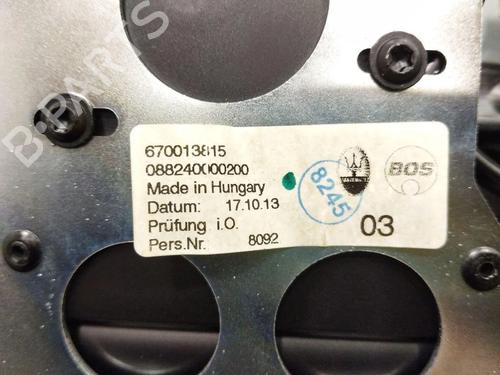 B-PARTS
670013815
088240000200
Made in Hungary
Datum: 17.10.13
Prüfung i.O.
Pers.Nr. 8092
8245
BOS
03